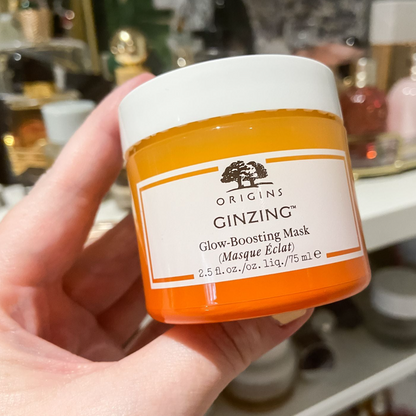 ORIGINS
GINZING™
Glow-Boosting Mask
(Masque Éclat)
2.5 fl.oz./oz. liq./75 ml ℮